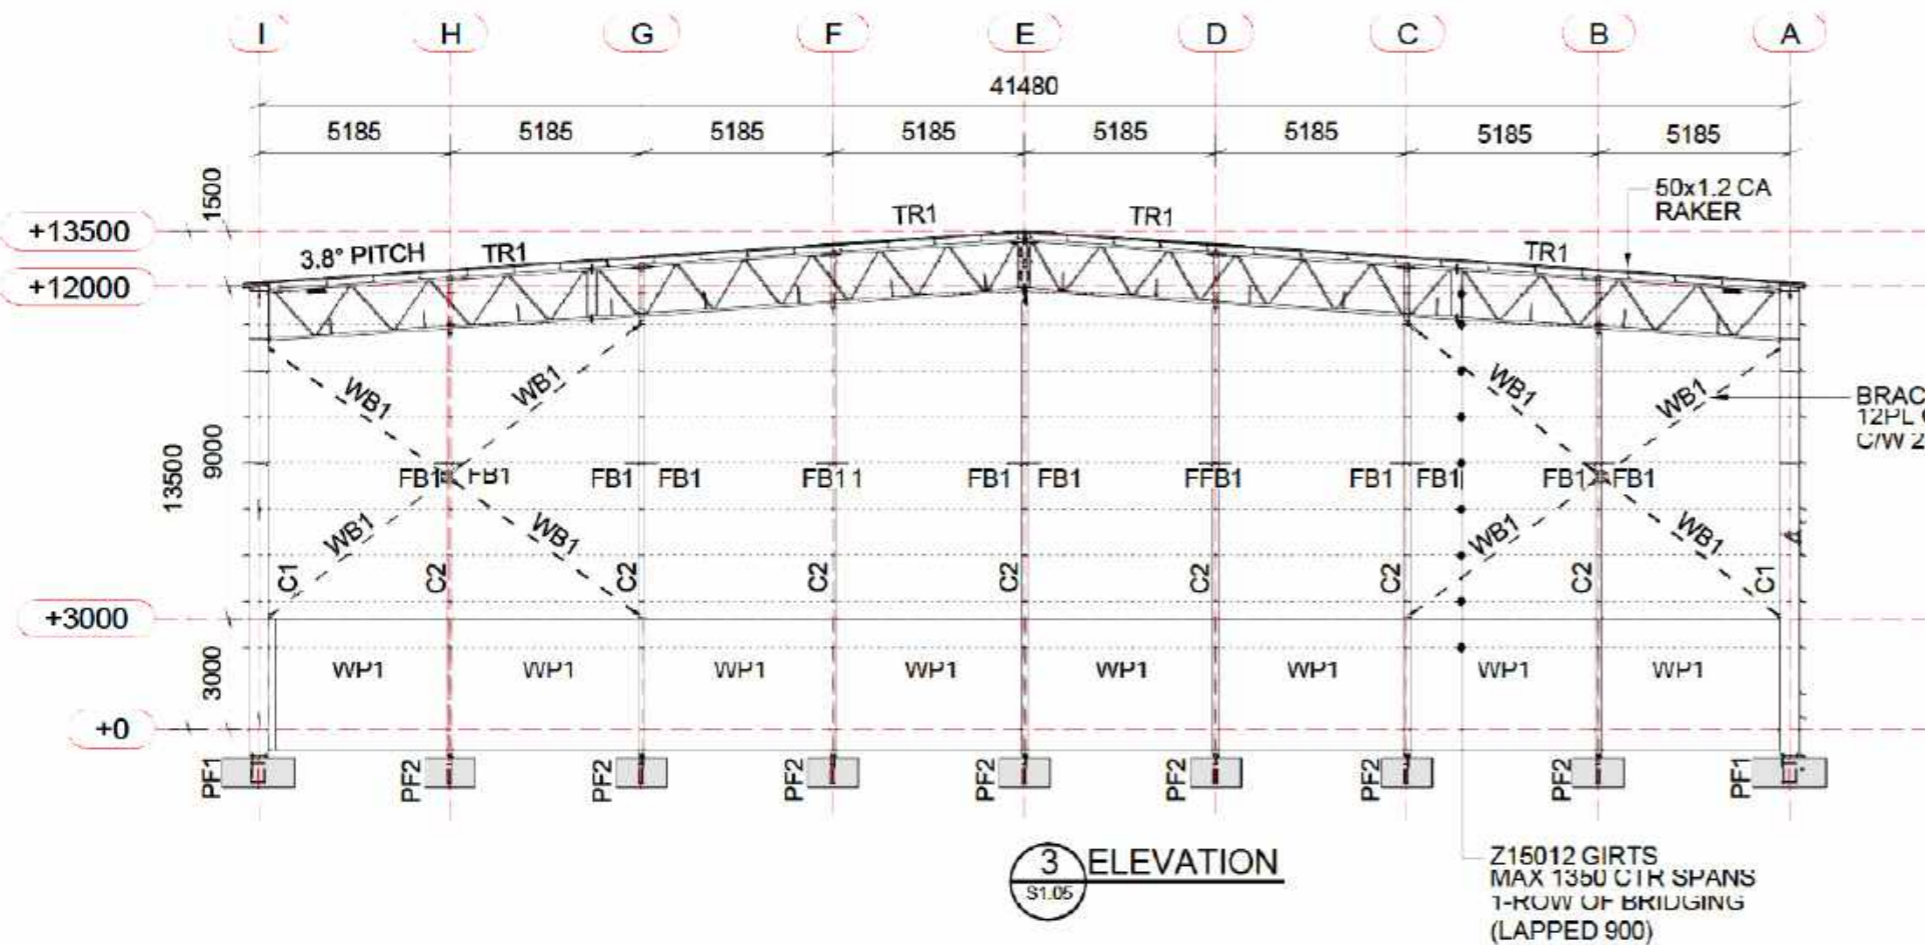 I H G F E D C B A
41480
5185 5185 5185 5185 5185 5185 5185 5185
1500
50x1.2 CA
RAKER
+13500
TR1 TR1
3.8° PITCH TR1 TR1
+12000
WB1 WB1 WB1 WB1
BRAC
12PL
C/W 2
13500 9000
FB1 FB1 FB1 FB1 FB11 FB1 FB1 FFB1 FB1 FB1 FB1 FB1
WB1 WB1 WB1 WB1
C1 C2 C2 C2 C2 C2 C2 C2 C1
+3000
3000
WP1 WP1 WP1 WP1 WP1 WP1 WP1 WP1
+0
PF1 PF2 PF2 PF2 PF2 PF2 PF2 PF2 PF1
3 ELEVATION
S1.05
Z15012 GIRTS
MAX 1350 CTR SPANS
1-ROW OF BRIDGING
(LAPPED 900)